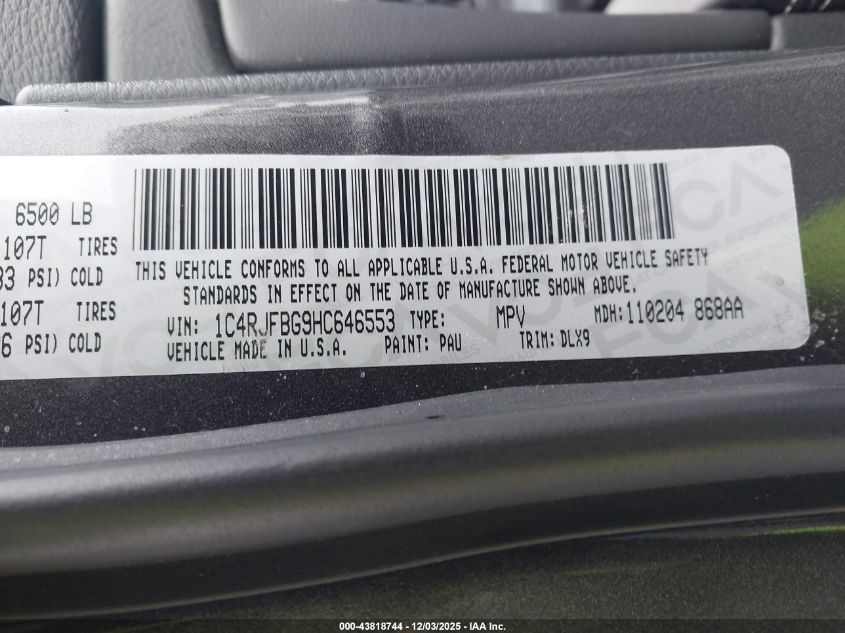 6500 LB
107T TIRES
33 PSI) COLD
107T TIRES
6 PSI) COLD
THIS VEHICLE CONFORMS TO ALL APPLICABLE U.S.A. FEDERAL MOTOR VEHICLE SAFETY
STANDARDS IN EFFECT ON THE DATE OF MANUFACTURE SHOWN ABOVE.
VIN: 1C4RJFBG9HC646553 TYPE: MPV MDH: 110204 868AA
VEHICLE MADE IN U.S.A. PAINT: PAU TRIM: DLX9
000-43818744 - 12/03/2025 - IAA Inc.